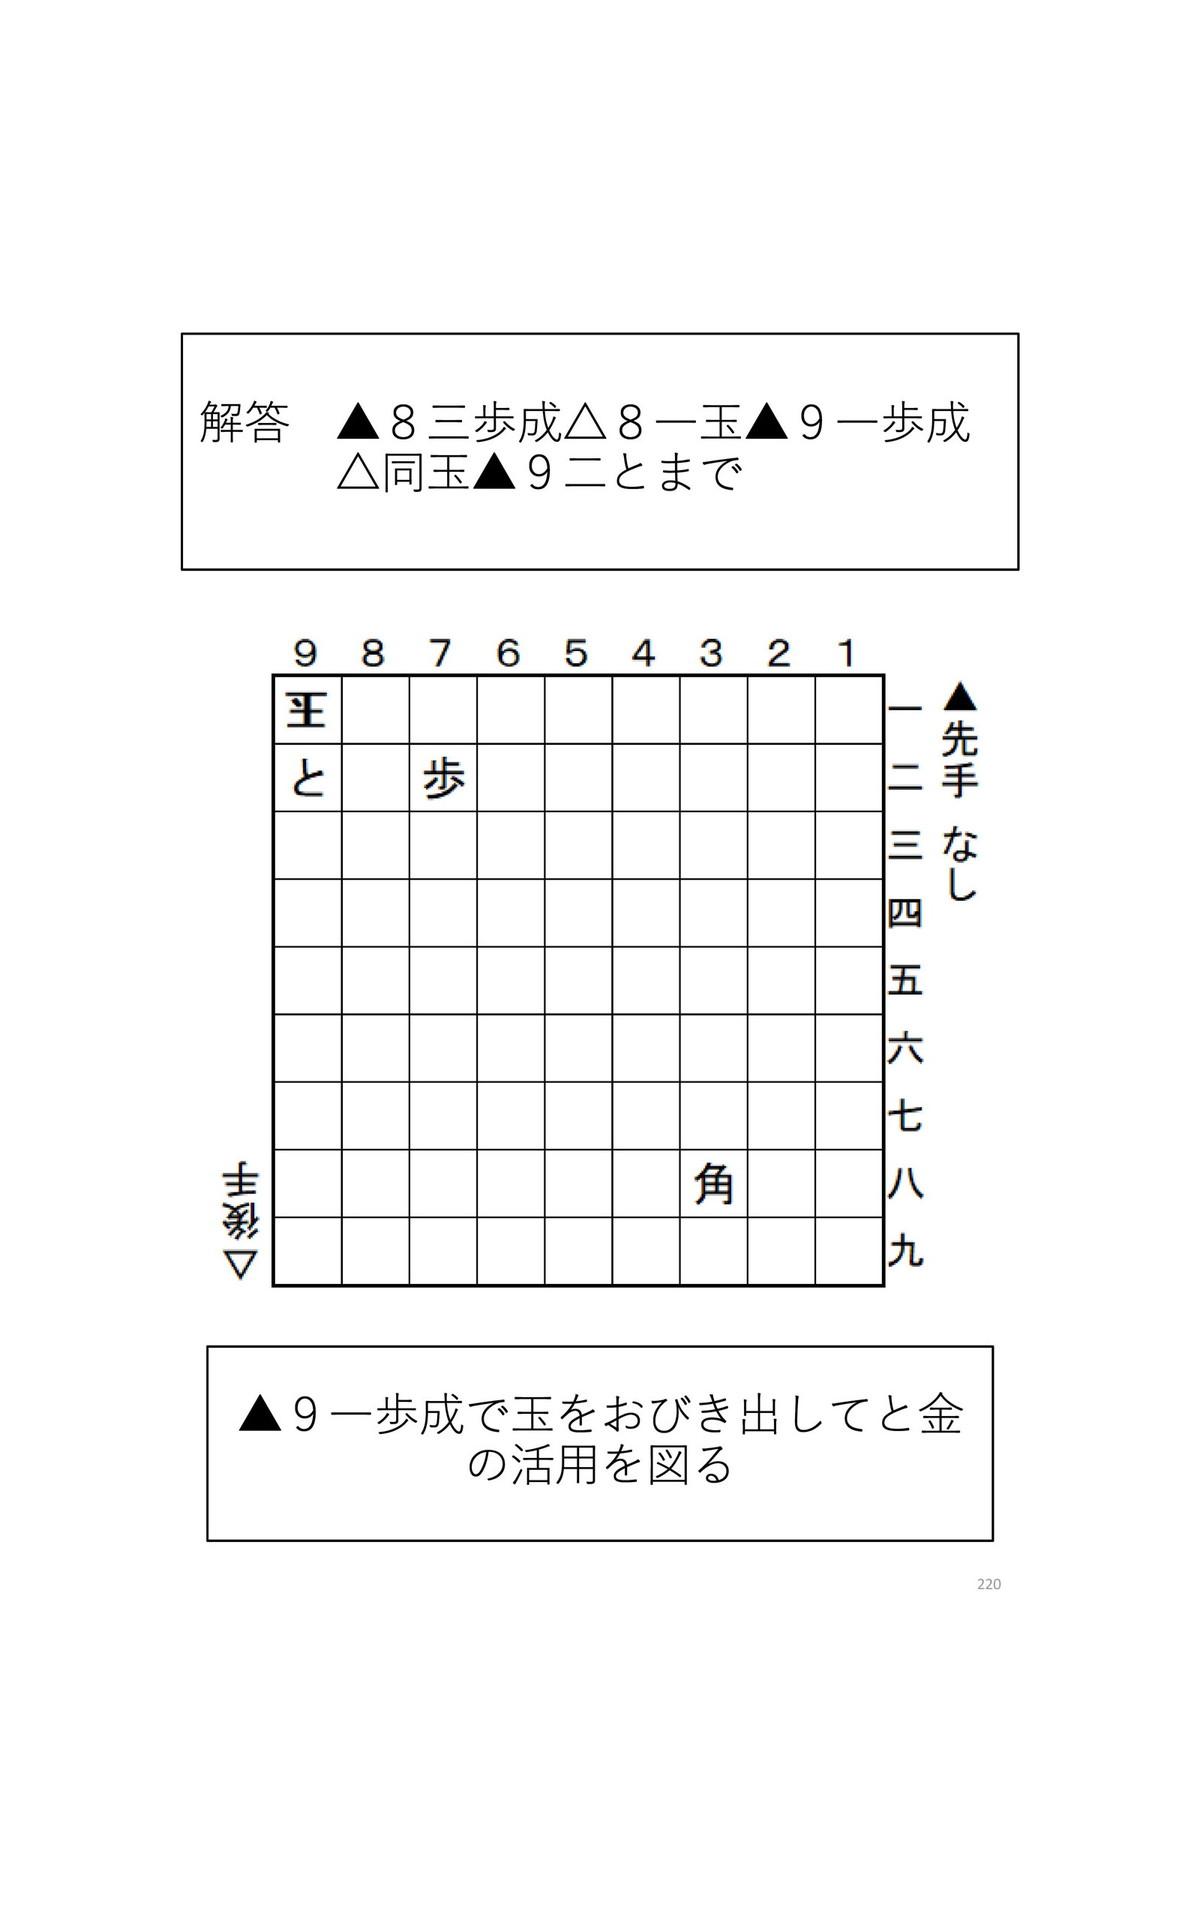 解答　▲８三歩成△８一玉▲９一歩成
△同玉▲９二とまで
9 8 7 6 5 4 3 2 1
王 一
と 歩 二
三
四
五
六
七
角 八
九
▲先手 なし
△後手
▲９一歩成で玉をおびき出してと金
の活用を図る
220